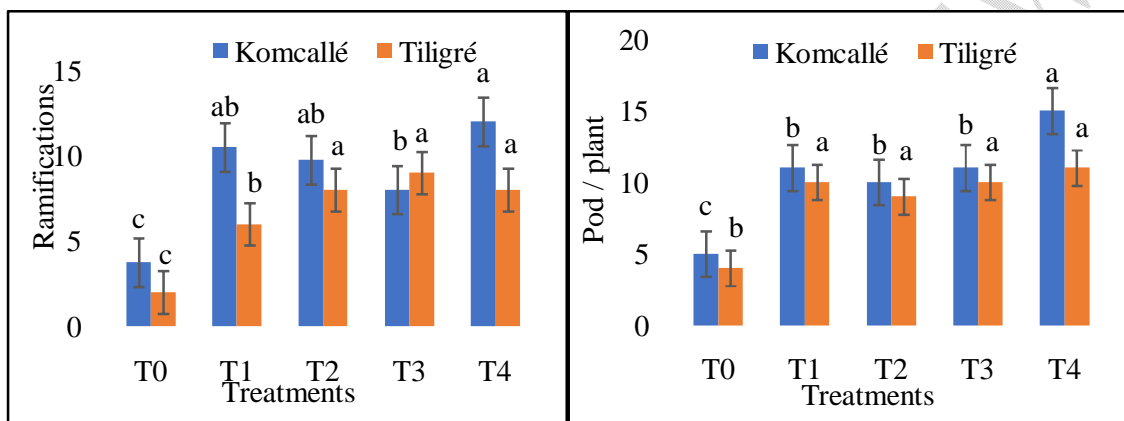 Komcallé Tiligré
15
10
5
0
Ramifications
c c ab b ab a b a a a
T0 T1 T2 T3 T4
Treatments
Komcallé Tiligré
20
15
10
5
0
Pod / plant
c b b a b a b a a a
T0 T1 T2 T3 T4
Treatments